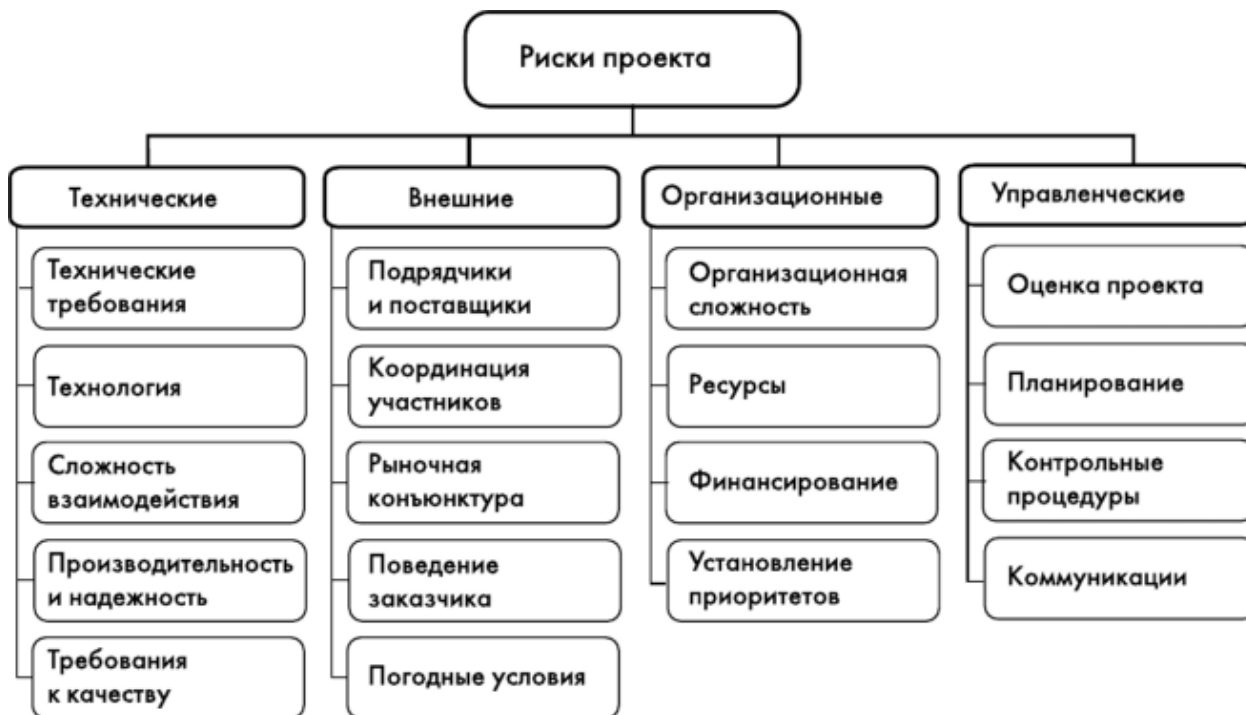 Риски проекта
Технические
Технические
требования
Технология
Сложность
взаимодействия
Производительность
и надежность
Требования
к качеству
Внешние
Подрядчики
и поставщики
Координация
участников
Рыночная
конъюнктура
Поведение
заказчика
Погодные условия
Организационные
Организационная
сложность
Ресурсы
Финансирование
Установление
приоритетов
Управленческие
Оценка проекта
Планирование
Контрольные
процедуры
Коммуникации